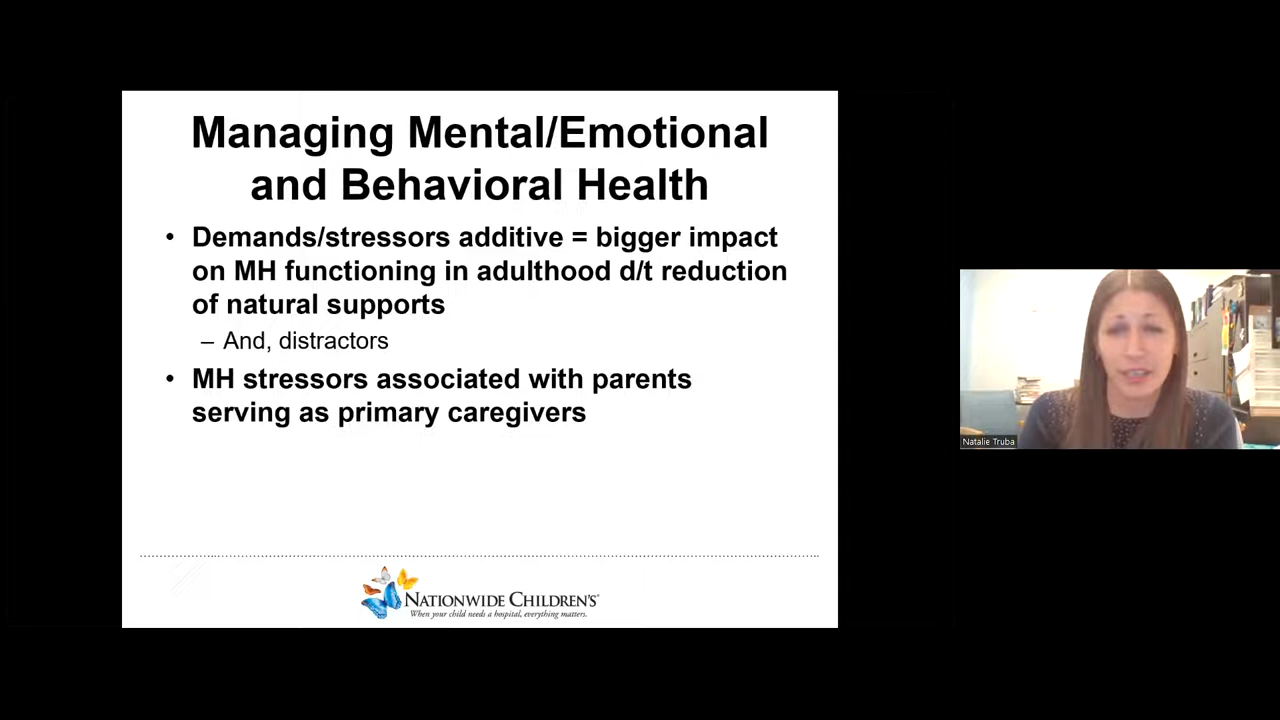 Managing Mental/Emotional
and Behavioral Health
• Demands/stressors additive = bigger impact
on MH functioning in adulthood d/t reduction
of natural supports
– And, distractors
• MH stressors associated with parents
serving as primary caregivers
NATIONWIDE CHILDREN'S
When your child needs a hospital, everything matters.
Natalie Truba